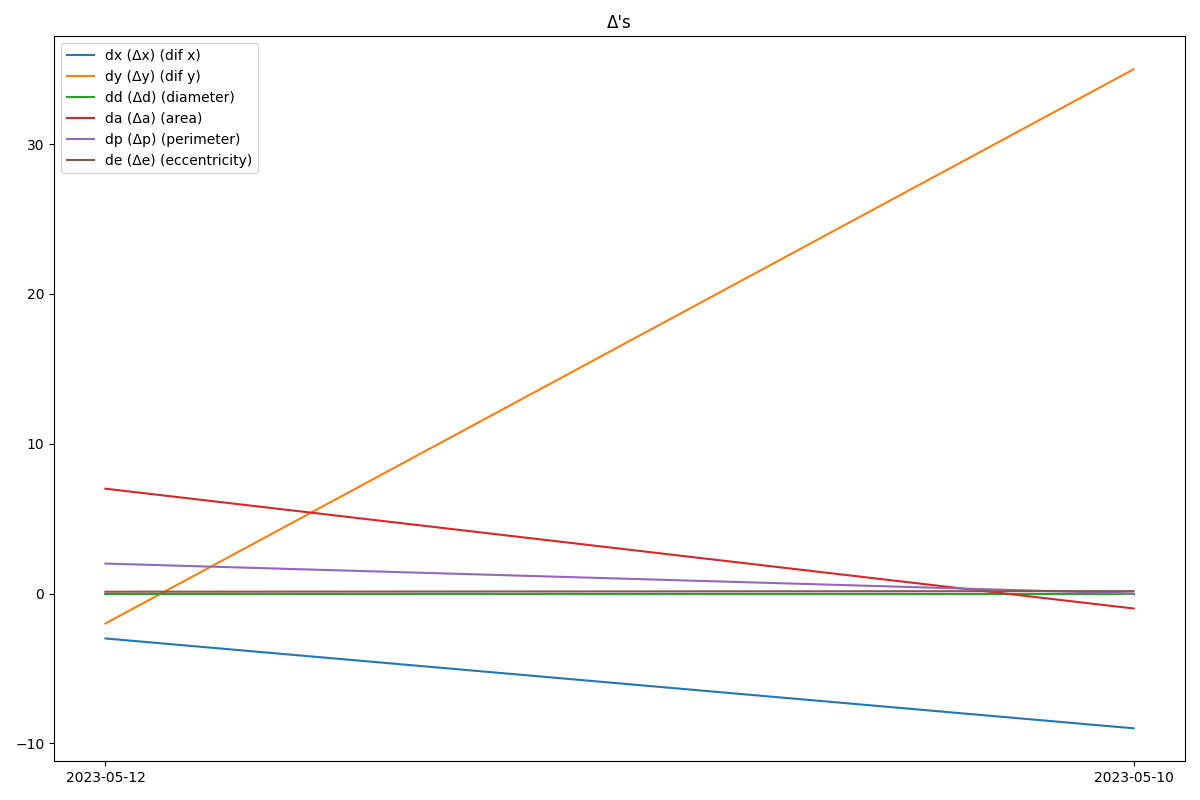 Δ's
dx (Δx) (dif x)
dy (Δy) (dif y)
dd (Δd) (diameter)
da (Δa) (area)
dp (Δp) (perimeter)
de (Δe) (eccentricity)
30
20
10
0
−10
2023-05-12
2023-05-10